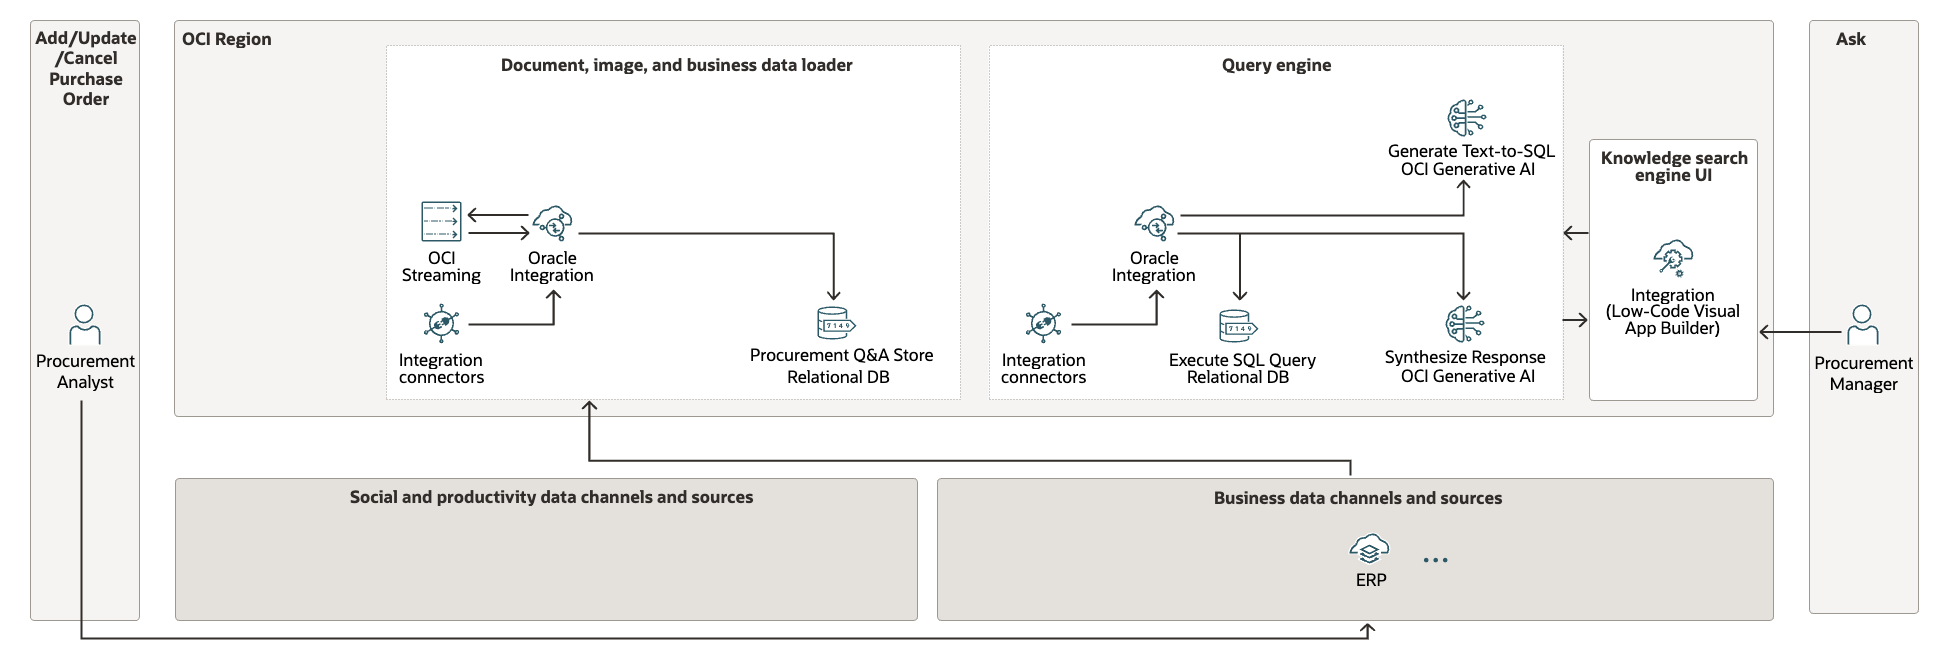 Add/Update
/Cancel
Purchase
Order
Procurement
Analyst
OCI Region
Document, image, and business data loader
OCI
Streaming
Oracle
Integration
Integration
connectors
7149
Procurement Q&A Store
Relational DB
Query engine
Generate Text-to-SQL
OCI Generative AI
Oracle
Integration
Integration
connectors
7149
Execute SQL Query
Relational DB
Synthesize Response
OCI Generative AI
Knowledge search
engine UI
Integration
(Low-Code Visual
App Builder)
Ask
Procurement
Manager
Social and productivity data channels and sources
Business data channels and sources
ERP
...